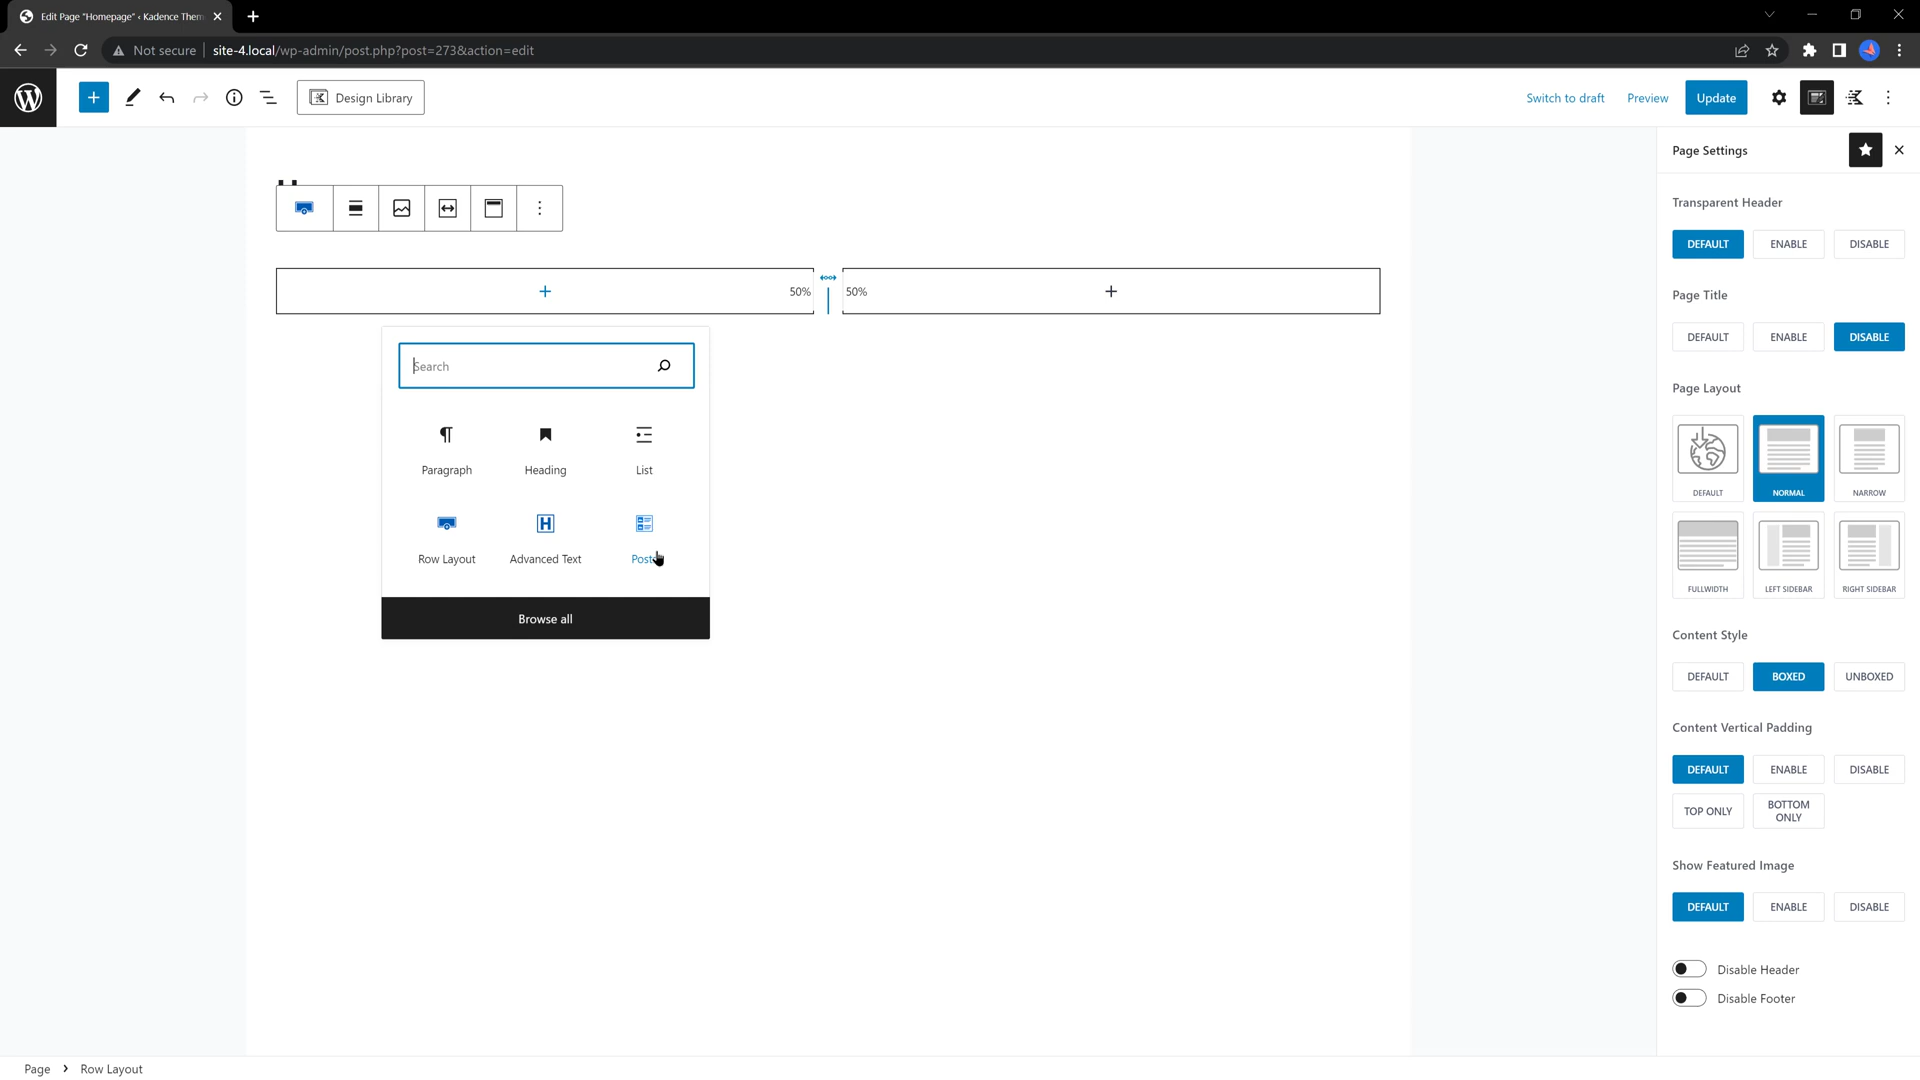 Edit Page "Homepage" ‹ Kadence Them
Not secure
site-4.local/wp-admin/post.php?post=273&action=edit
Design Library
Switch to draft
Preview
Update
Page Settings
Transparent Header
DEFAULT
ENABLE
DISABLE
50%
50%
Page Title
DEFAULT
ENABLE
DISABLE
Search
Page Layout
Paragraph
Heading
List
DEFAULT
NORMAL
NARROW
Row Layout
Advanced Text
Posts
FULLWIDTH
LEFT SIDEBAR
RIGHT SIDEBAR
Browse all
Content Style
DEFAULT
BOXED
UNBOXED
Content Vertical Padding
DEFAULT
ENABLE
DISABLE
TOP ONLY
BOTTOM
ONLY
Show Featured Image
DEFAULT
ENABLE
DISABLE
Disable Header
Disable Footer
Page
Row Layout